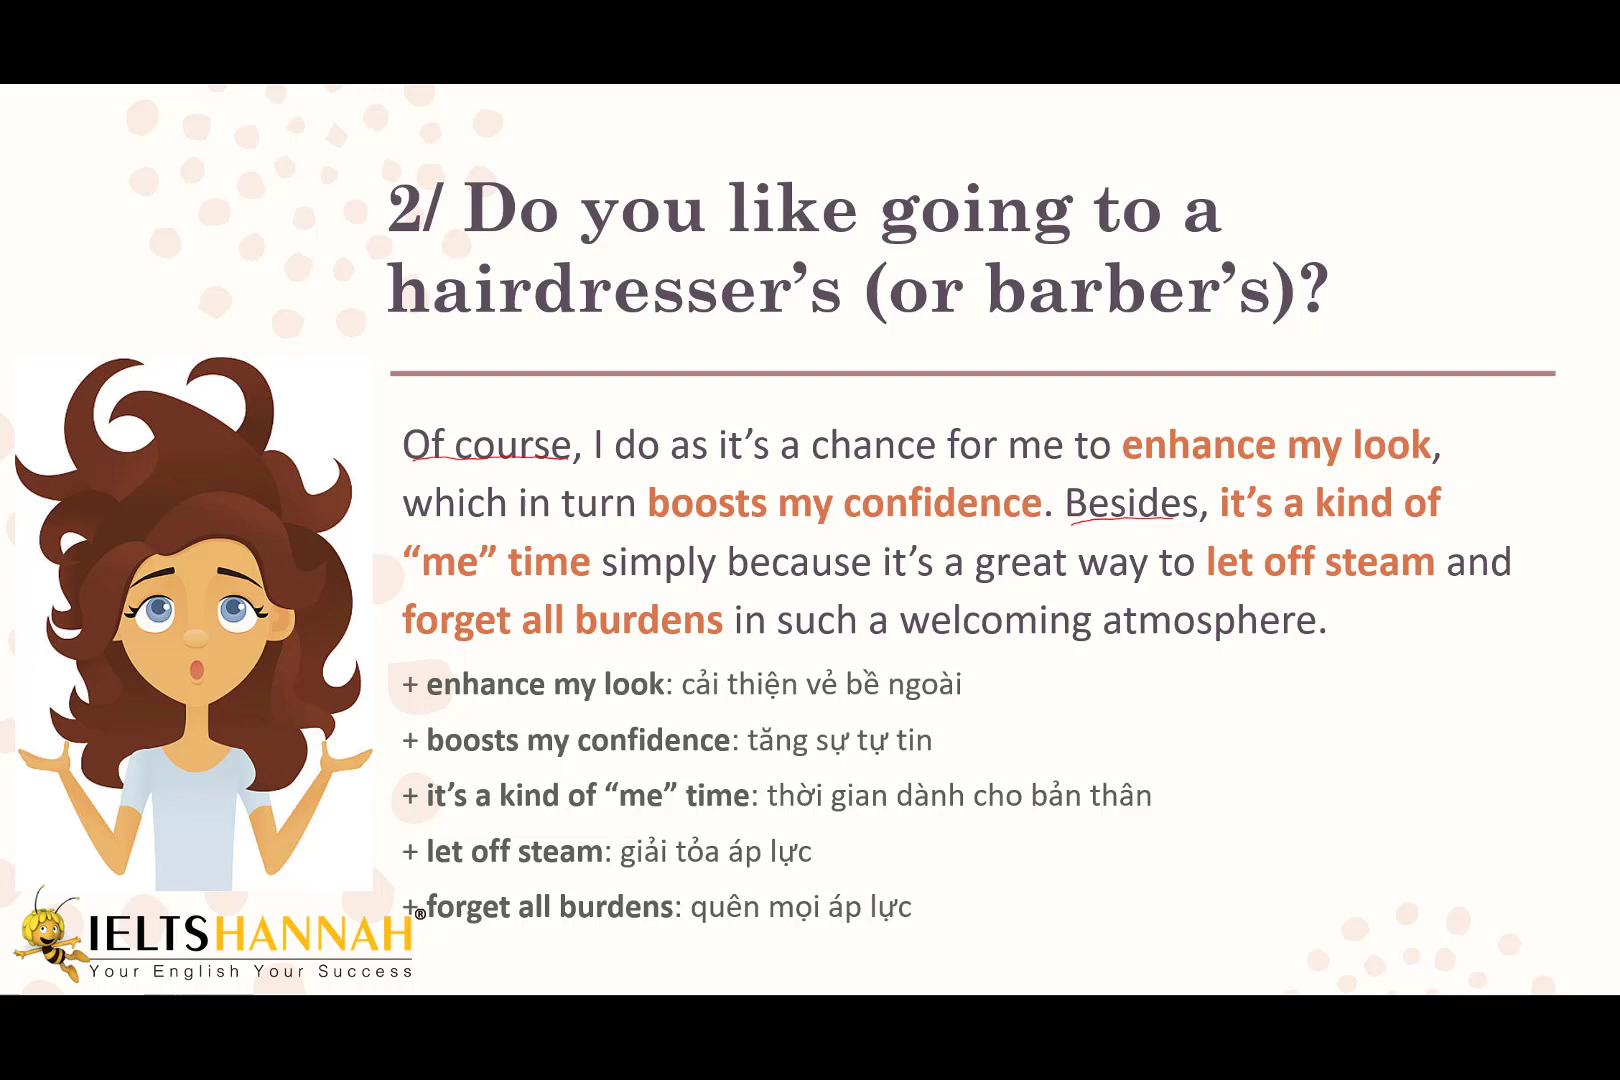 2/ Do you like going to a
hairdresser’s (or barber’s)?
Of course, I do as it’s a chance for me to enhance my look,
which in turn boosts my confidence. Besides, it’s a kind of
“me” time simply because it’s a great way to let off steam and
forget all burdens in such a welcoming atmosphere.
+ enhance my look: cải thiện vẻ bề ngoài
+ boosts my confidence: tăng sự tự tin
+ it’s a kind of “me” time: thời gian dành cho bản thân
+ let off steam: giải tỏa áp lực
+ forget all burdens: quên mọi áp lực
IELTSHANNAH®
Your English Your Success